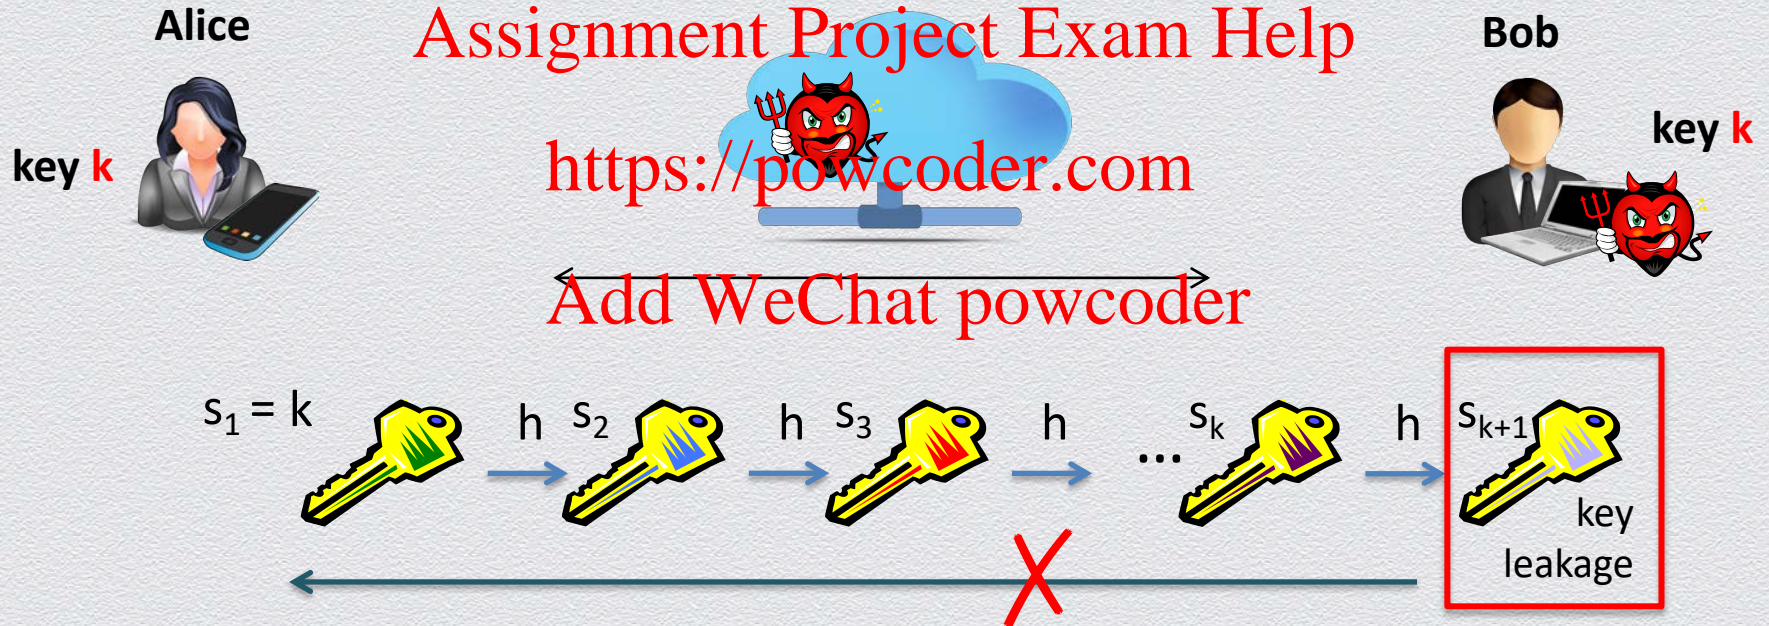 Alice
Assignment Project Exam Help
Bob
key k
key k
https://powcoder.com
Add WeChat powcoder
s₁ = k h s₂ h s₃ h ... sₖ h sₖ₊₁
key
leakage